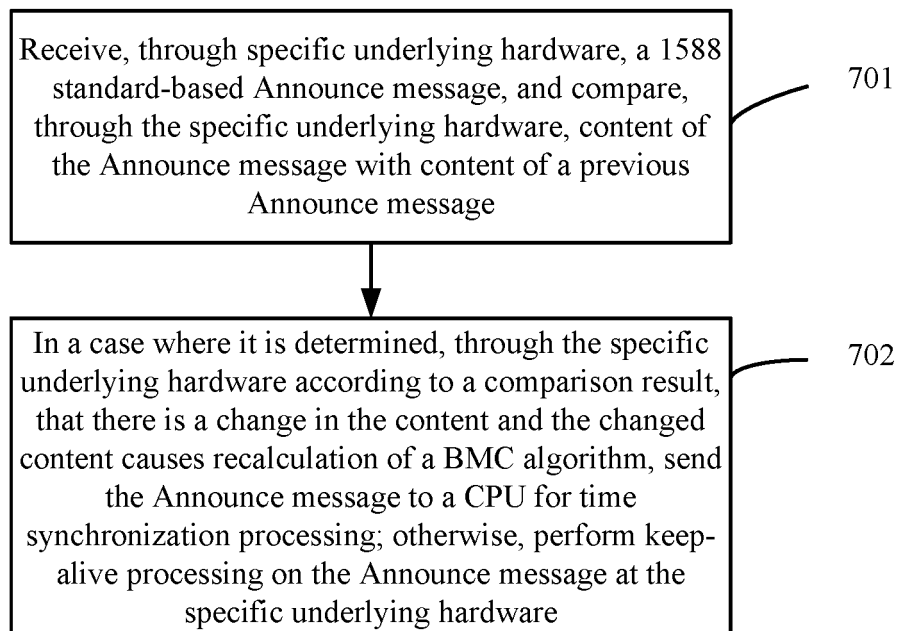 Receive, through specific underlying hardware, a 1588
standard-based Announce message, and compare,
through the specific underlying hardware, content of
the Announce message with content of a previous
Announce message
701
In a case where it is determined, through the specific
underlying hardware according to a comparison result,
that there is a change in the content and the changed
content causes recalculation of a BMC algorithm, send
the Announce message to a CPU for time
synchronization processing; otherwise, perform keep-
alive processing on the Announce message at the
specific underlying hardware
702